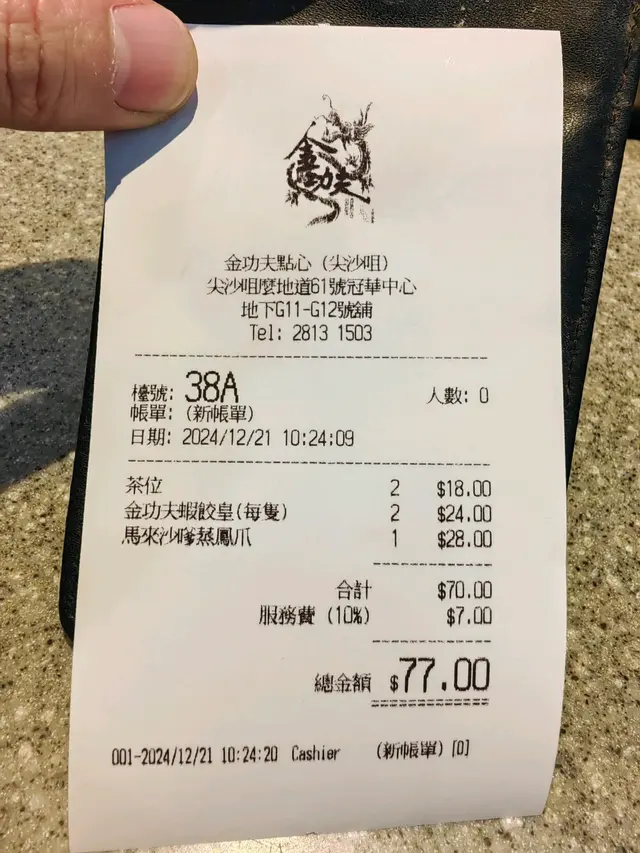 金功夫
金功夫點心（尖沙咀）
尖沙咀麼地道61號冠華中心
地下G11-G12號舖
Tel: 2813 1503
檯號: 38A 人數: 0
帳單: (新帳單)
日期: 2024/12/21 10:24:09
茶位 2 $18.00
金功夫蝦餃皇(每隻) 2 $24.00
馬來沙嗲蒸鳳爪 1 $28.00
合計 $70.00
服務費 (10%) $7.00
總金額 $77.00
001-2024/12/21 10:24:20 Cashier (新帳單) [0]